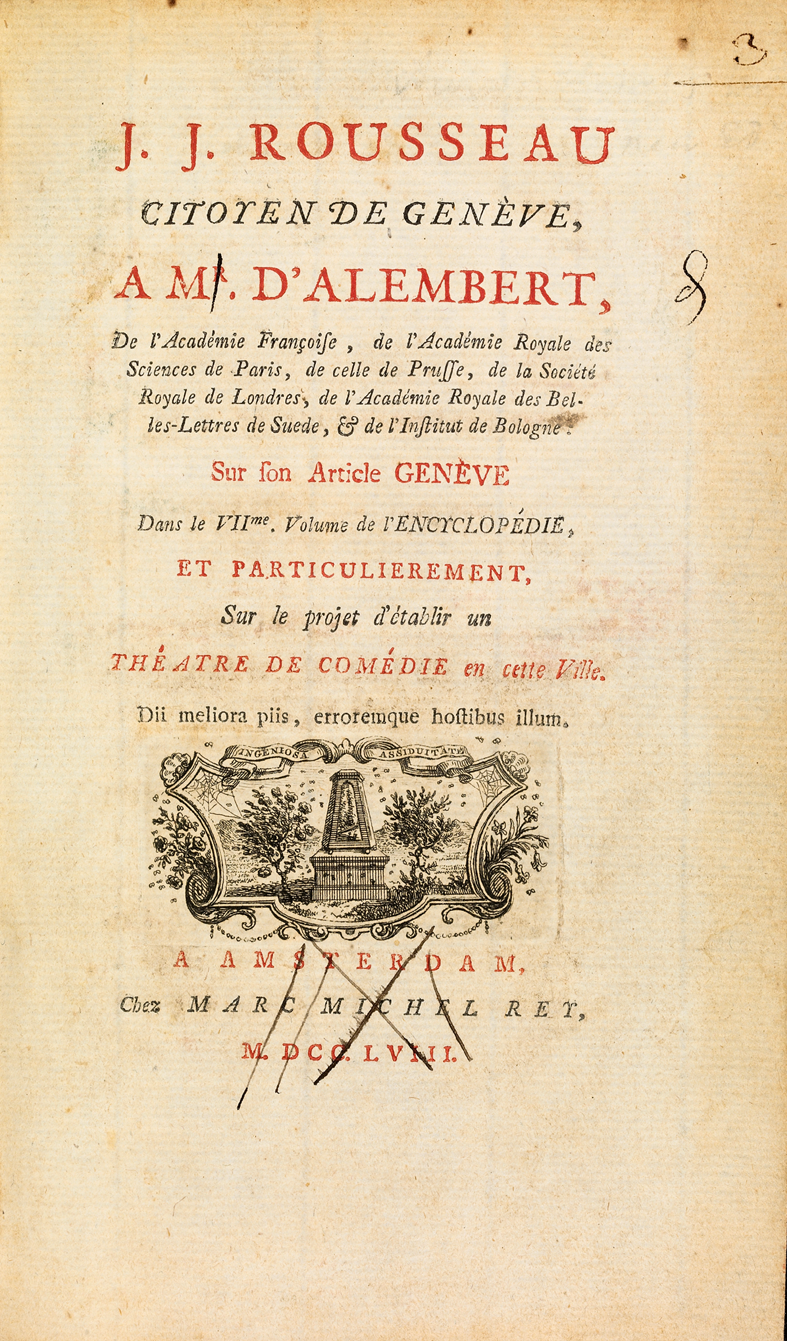 3
J. J. ROUSSEAU
CITOYEN DE GENÈVE,
A Mr. D'ALEMBERT,
De l'Académie Françoiſe, de l'Académie Royale des
Sciences de Paris, de celle de Pruſſe, de la Société
Royale de Londres, de l'Académie Royale des Bel-
les-Lettres de Suede, & de l'Inſtitut de Bologne:
Sur ſon Article GENÈVE
Dans le VIIme. Volume de l'ENCYCLOPÉDIE,
ET PARTICULIEREMENT,
Sur le projet d'établir un
THÉATRE DE COMÉDIE en cette Ville.
Dii meliora piis, erroremque hoſtibus illum.
INGENIOSA ASSIDUITATE
A AMSTERDAM,
Chez MARC MICHEL REY,
M. DCC. LVIII.